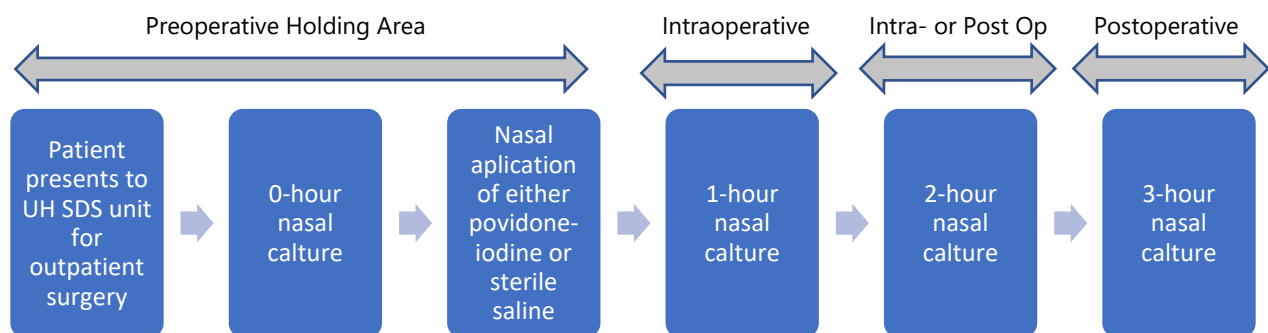 Preoperative Holding Area
Intraoperative
Intra- or Post Op
Postoperative
Patient
presents to
UH SDS unit
for
outpatient
surgery
0-hour
nasal
calture
Nasal
aplication
of either
povidone-
iodine or
sterile
saline
1-hour
nasal
calture
2-hour
nasal
calture
3-hour
nasal
calture